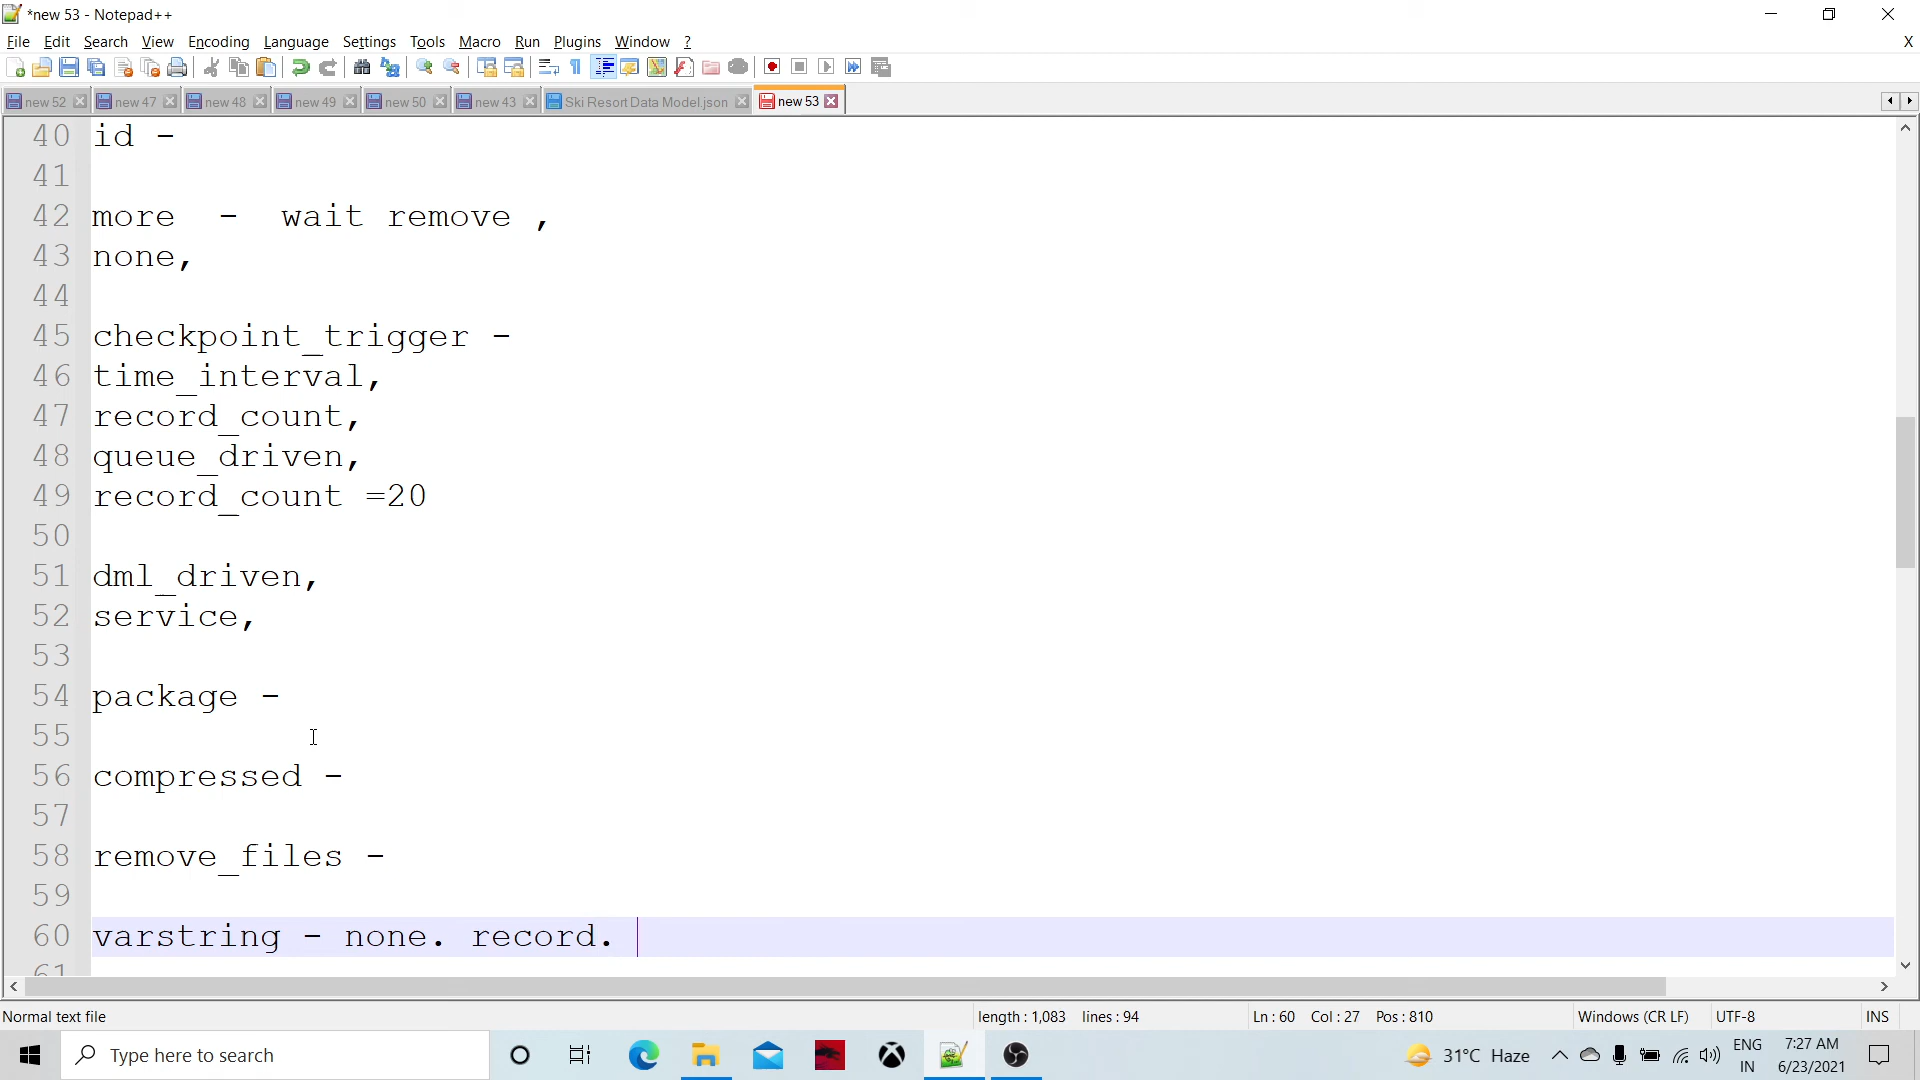 *new 53 - Notepad++
File Edit Search View Encoding Language Settings Tools Macro Run Plugins Window ? X
new 52 new 47 new 48 new 49 new 50 new 43 Ski Resort Data Model.json new 53
40 id -
41
42 more - wait remove ,
43 none,
44
45 checkpoint_trigger -
46 time_interval,
47 record_count,
48 queue_driven,
49 record_count =20
50
51 dml_driven,
52 service,
53
54 package -
55
56 compressed -
57
58 remove_files -
59
60 varstring - none. record.
61
Normal text file length : 1,083 lines : 94 Ln : 60 Col : 27 Pos : 810 Windows (CR LF) UTF-8 INS
Type here to search 31°C Haze ENG 7:27 AM
IN 6/23/2021